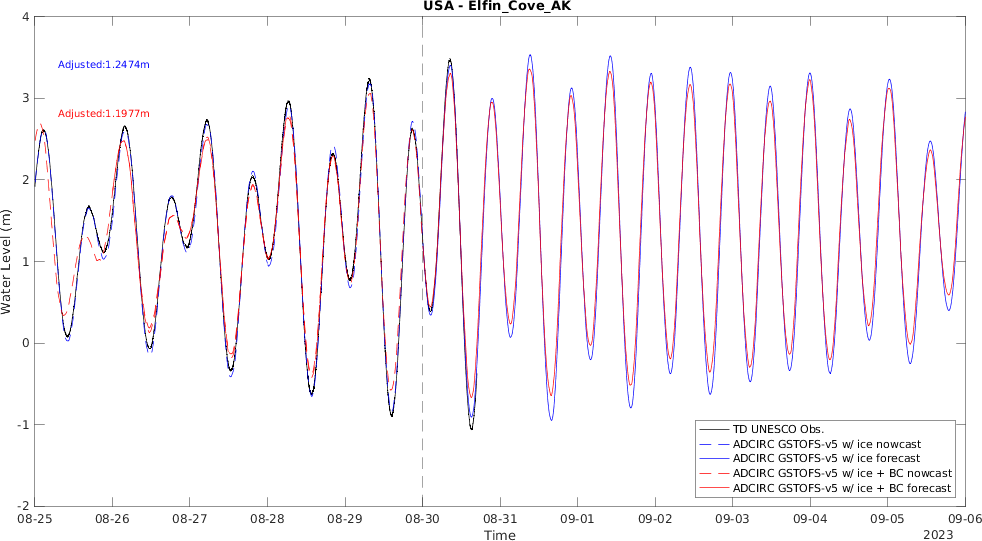 USA - Elfin_Cove_AK
4
3
2
1
0
-1
-2
Water Level (m)
Adjusted:1.2474m
Adjusted:1.1977m
TD UNESCO Obs.
ADCIRC GSTOFS-v5 w/ ice nowcast
ADCIRC GSTOFS-v5 w/ ice forecast
ADCIRC GSTOFS-v5 w/ ice + BC nowcast
ADCIRC GSTOFS-v5 w/ ice + BC forecast
08-25 08-26 08-27 08-28 08-29 08-30 08-31 09-01 09-02 09-03 09-04 09-05 09-06
Time
2023